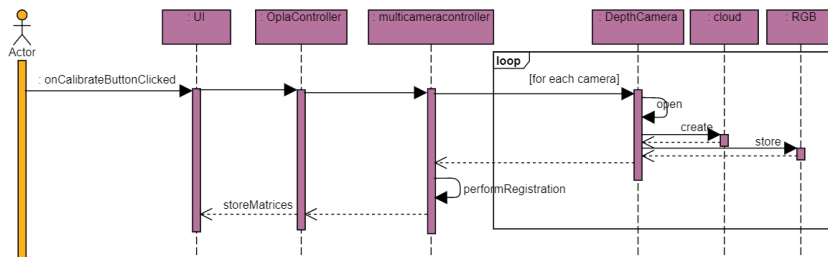 : UI
: OplaController
: multicameracontroller
: DepthCamera
: cloud
: RGB
Actor
loop
: onCalibrateButtonClicked
[for each camera]
open
create
store
performRegistration
storeMatrices